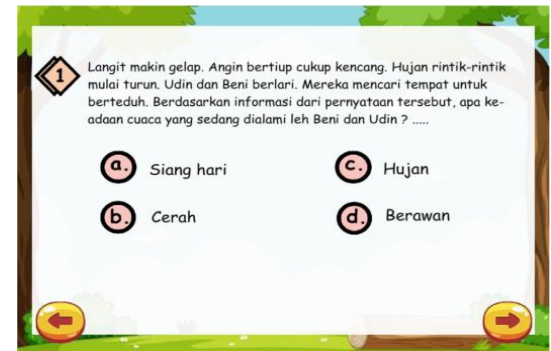 1
Langit makin gelap. Angin bertiup cukup kencang. Hujan rintik-rintik
mulai turun. Udin dan Beni berlari. Mereka mencari tempat untuk
berteduh. Berdasarkan informasi dari pernyataan tersebut, apa ke-
adaan cuaca yang sedang dialami leh Beni dan Udin ? .....
a. Siang hari
b. Cerah
c. Hujan
d. Berawan